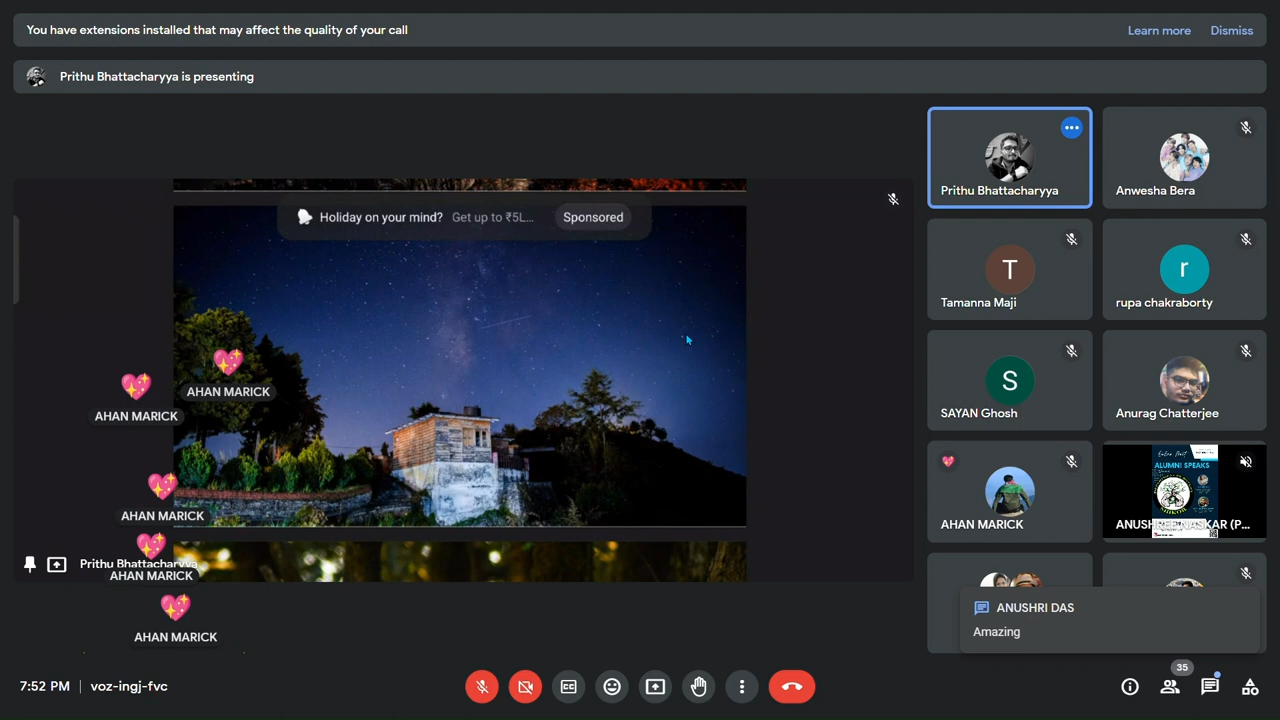 You have extensions installed that may affect the quality of your call
Learn more
Dismiss
Prithu Bhattacharyya is presenting
Holiday on your mind? Get up to ₹5L... Sponsored
AHAN MARICK
AHAN MARICK
AHAN MARICK
Prithu Bhattacharyya
AHAN MARICK
AHAN MARICK
Prithu Bhattacharyya
Anwesha Bera
T
Tamanna Maji
r
rupa chakraborty
S
SAYAN Ghosh
Anurag Chatterjee
AHAN MARICK
ALUMNI SPEAKS
ANUSHREE NASKAR (P...
ANUSHRI DAS
Amazing
7:52 PM | voz-ingj-fvc
CC
35